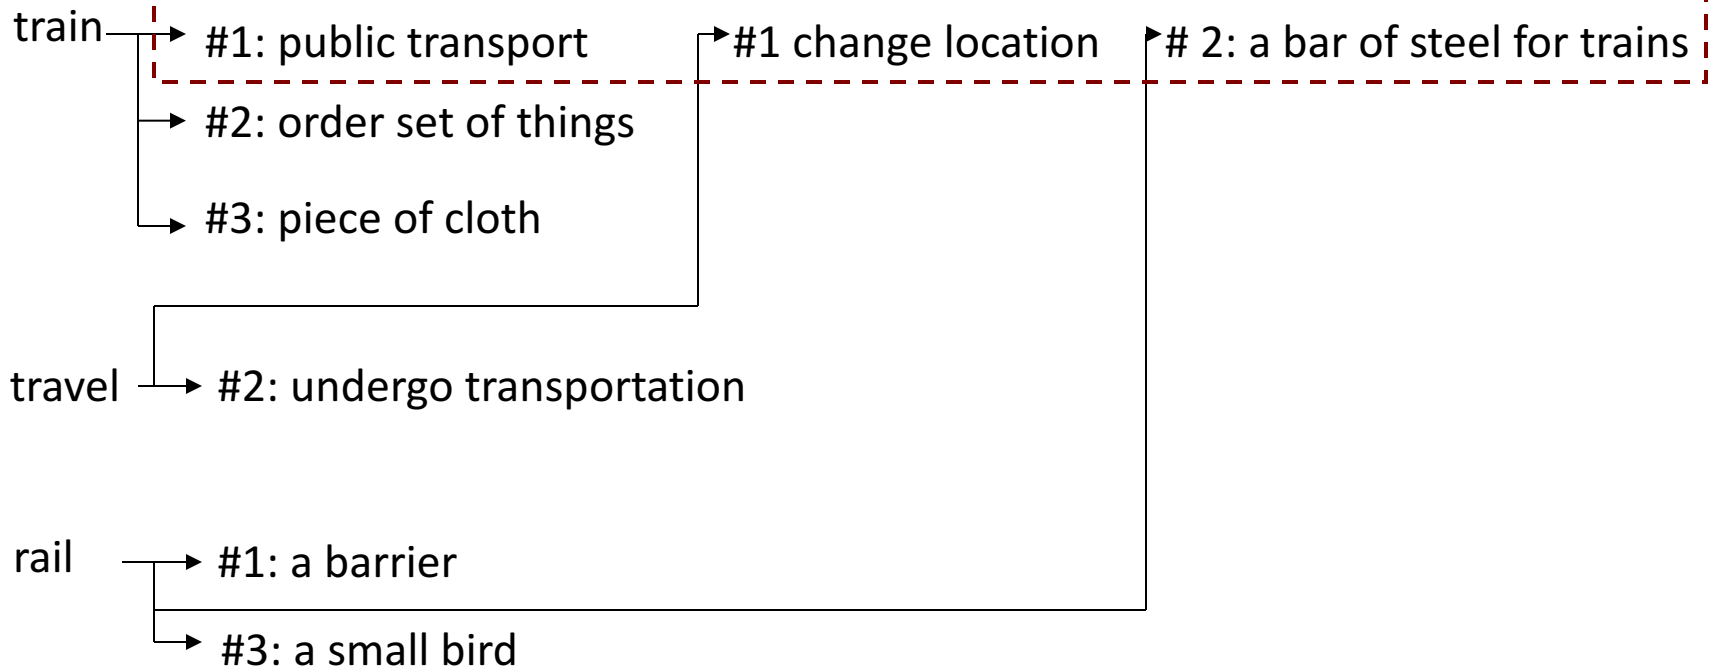 train #1: public transport #1 change location # 2: a bar of steel for trains
#2: order set of things
#3: piece of cloth
travel #2: undergo transportation
rail #1: a barrier
#3: a small bird